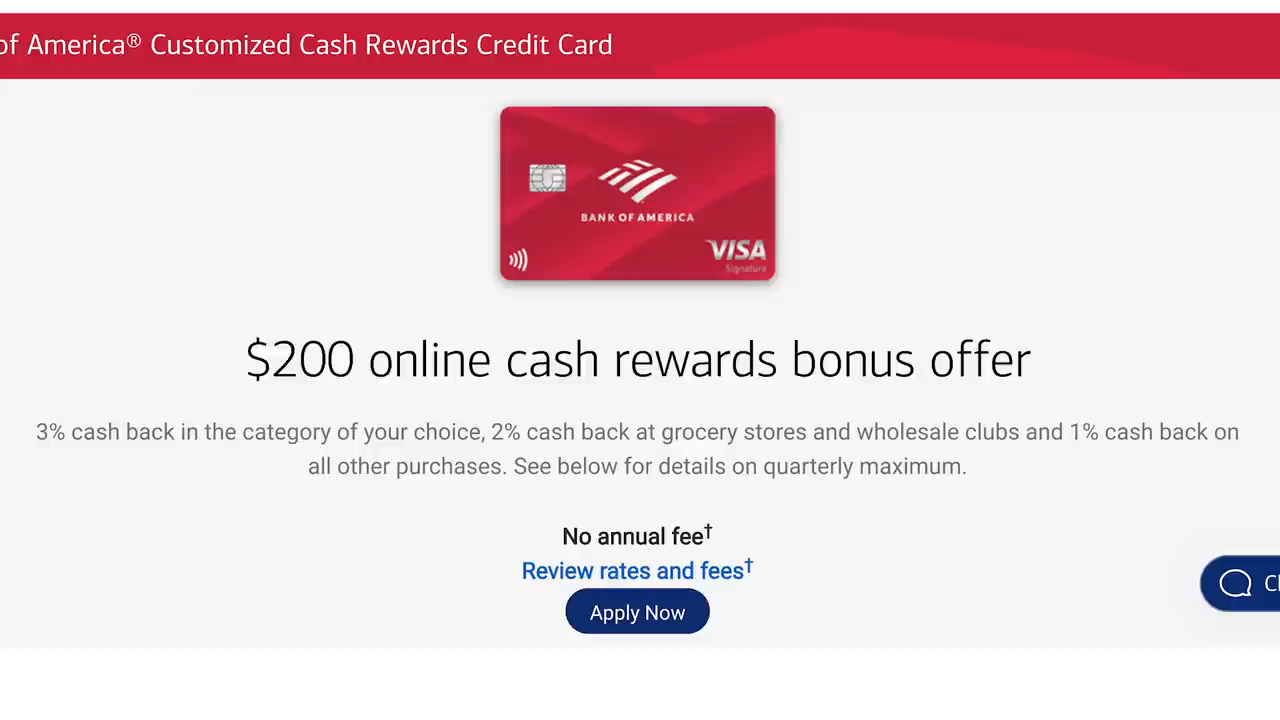 of America® Customized Cash Rewards Credit Card
BANK OF AMERICA
VISA
Signature
$200 online cash rewards bonus offer
3% cash back in the category of your choice, 2% cash back at grocery stores and wholesale clubs and 1% cash back on
all other purchases. See below for details on quarterly maximum.
No annual fee†
Review rates and fees†
Apply Now